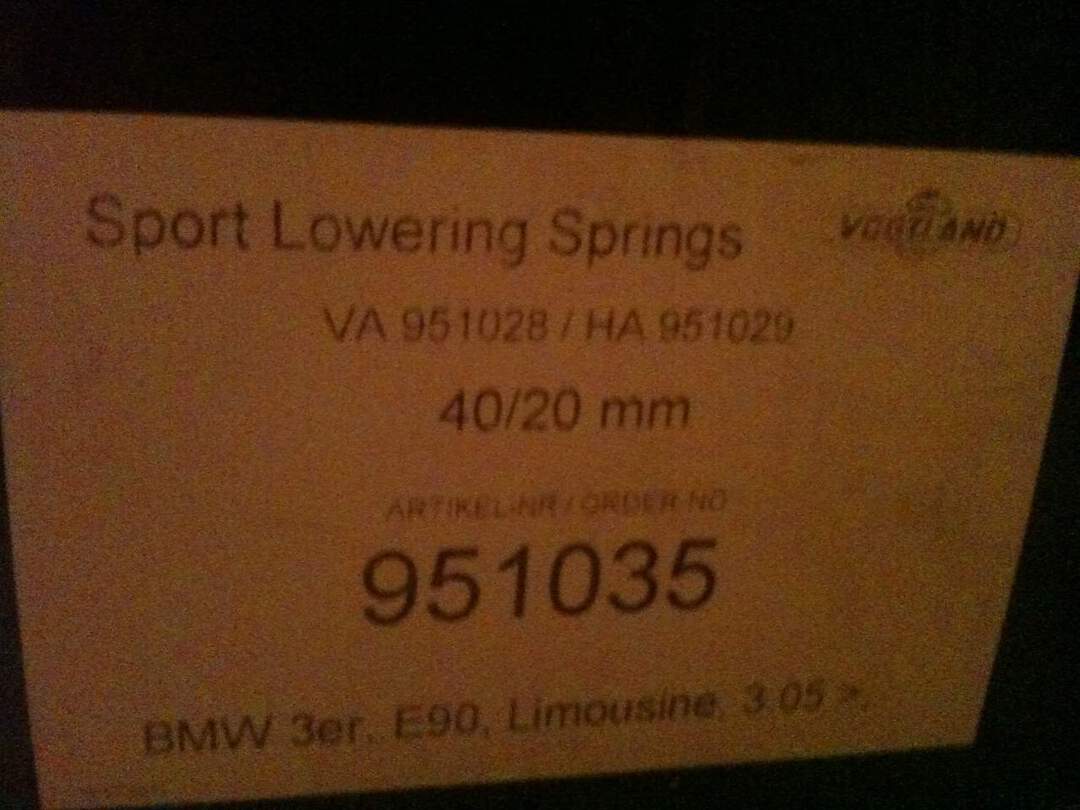 Sport Lowering Springs
VOGTLAND
VA 951028 / HA 951029
40/20 mm
ARTIKEL-NR / ORDER NO
951035
BMW 3er, E90, Limousine, 3.05 >,